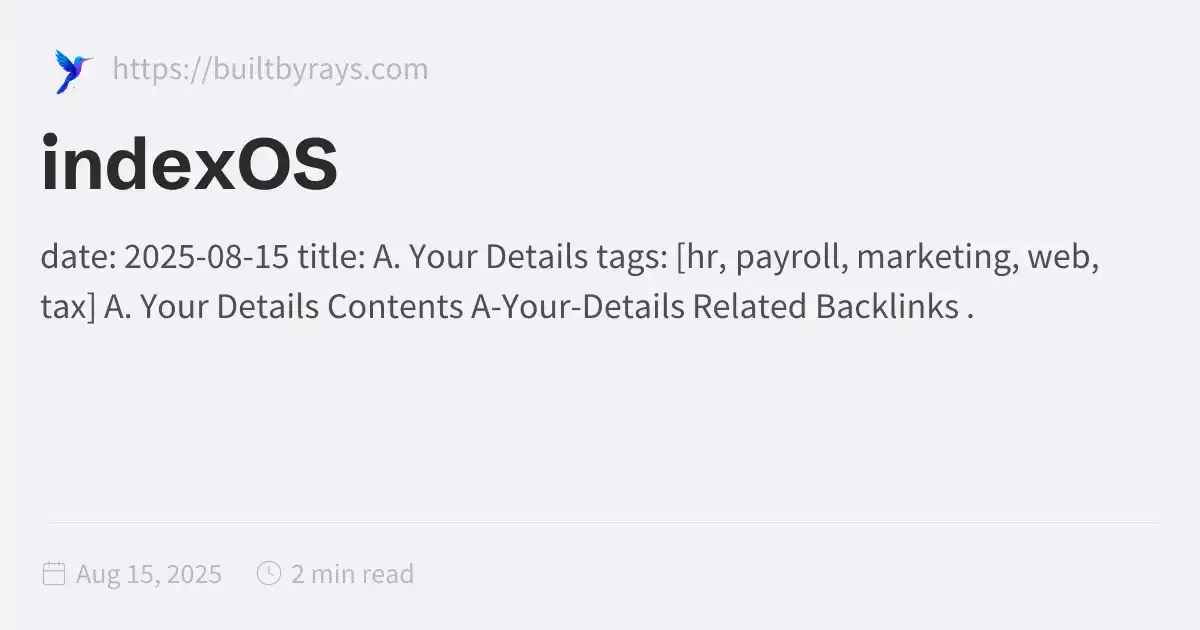 https://builtbyrays.com
indexOS
date: 2025-08-15 title: A. Your Details tags: [hr, payroll, marketing, web,
tax] A. Your Details Contents A-Your-Details Related Backlinks .
Aug 15, 2025 2 min read